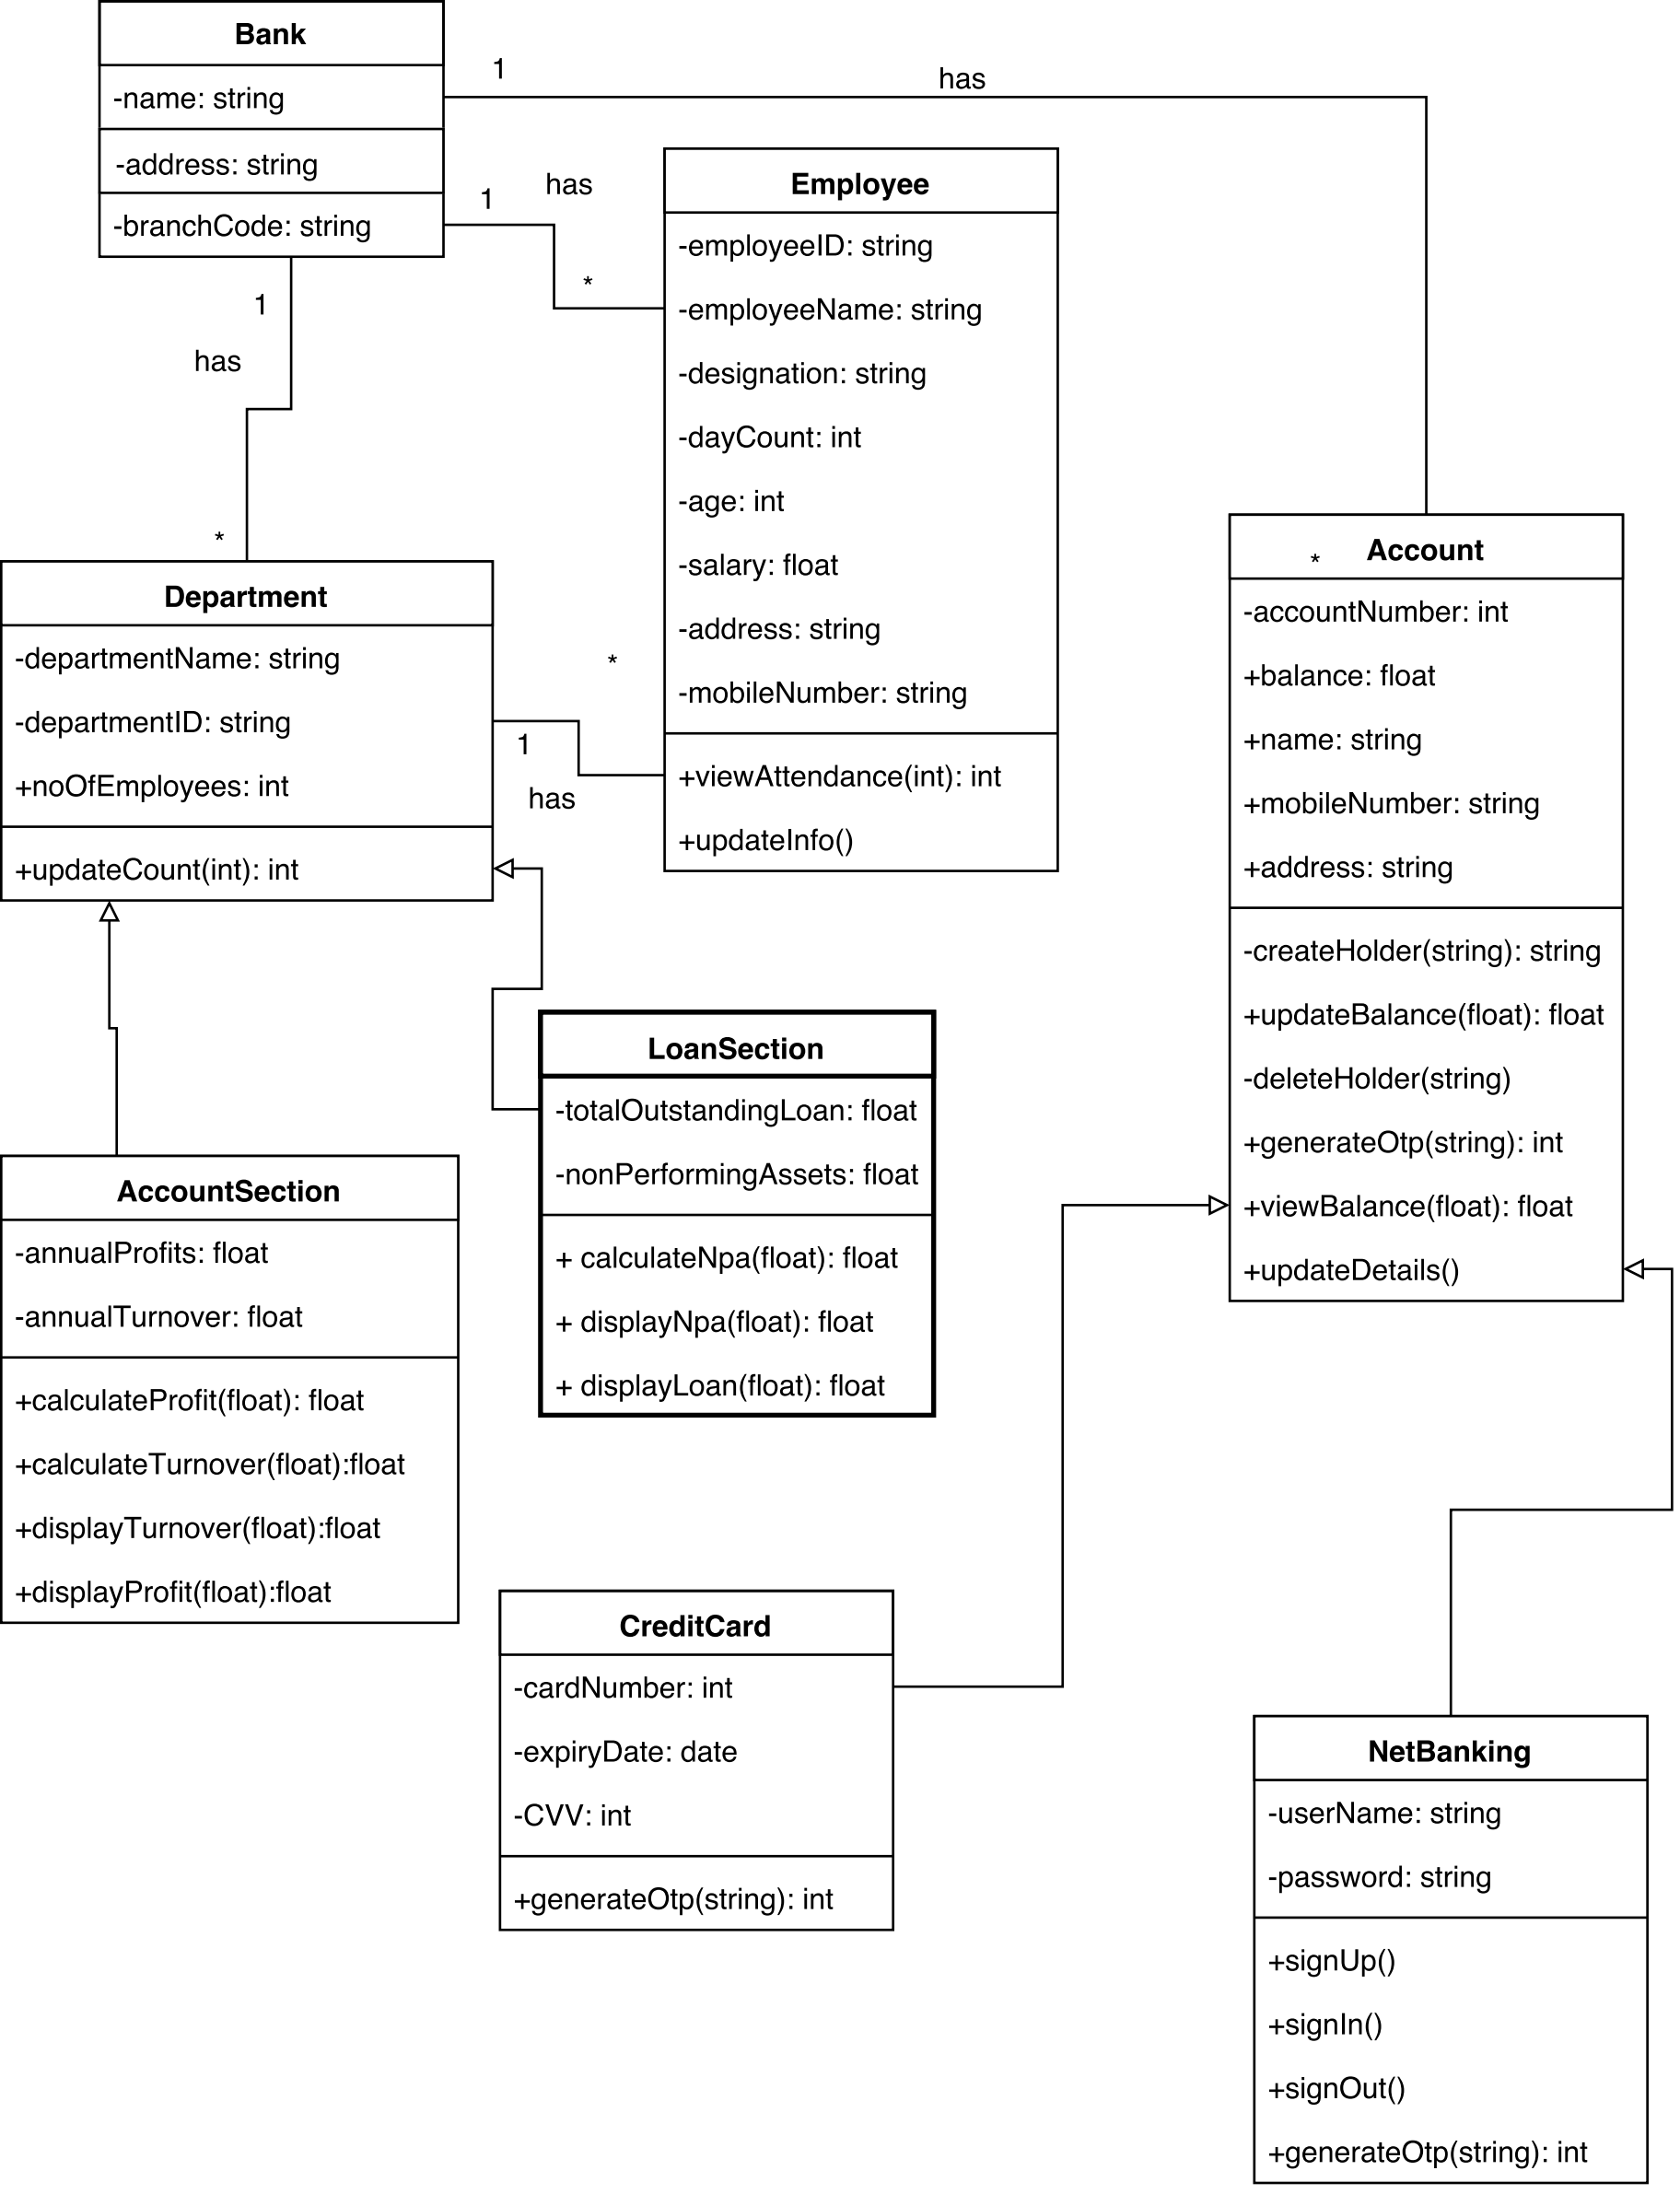 Bank
-name: string
-address: string
-branchCode: string
1
has
1
has
*
1
has
*
Employee
-employeeID: string
-employeeName: string
-designation: string
-dayCount: int
-age: int
-salary: float
-address: string
-mobileNumber: string
+viewAttendance(int): int
+updateInfo()
Department
-departmentName: string
-departmentID: string
+noOfEmployees: int
+updateCount(int): int
*
1
has
*
Account
-accountNumber: int
+balance: float
+name: string
+mobileNumber: string
+address: string
-createHolder(string): string
+updateBalance(float): float
-deleteHolder(string)
+generateOtp(string): int
+viewBalance(float): float
+updateDetails()
LoanSection
-totalOutstandingLoan: float
-nonPerformingAssets: float
+ calculateNpa(float): float
+ displayNpa(float): float
+ displayLoan(float): float
AccountSection
-annualProfits: float
-annualTurnover: float
+calculateProfit(float): float
+calculateTurnover(float):float
+displayTurnover(float):float
+displayProfit(float):float
CreditCard
-cardNumber: int
-expiryDate: date
-CVV: int
+generateOtp(string): int
NetBanking
-userName: string
-password: string
+signUp()
+signIn()
+signOut()
+generateOtp(string): int